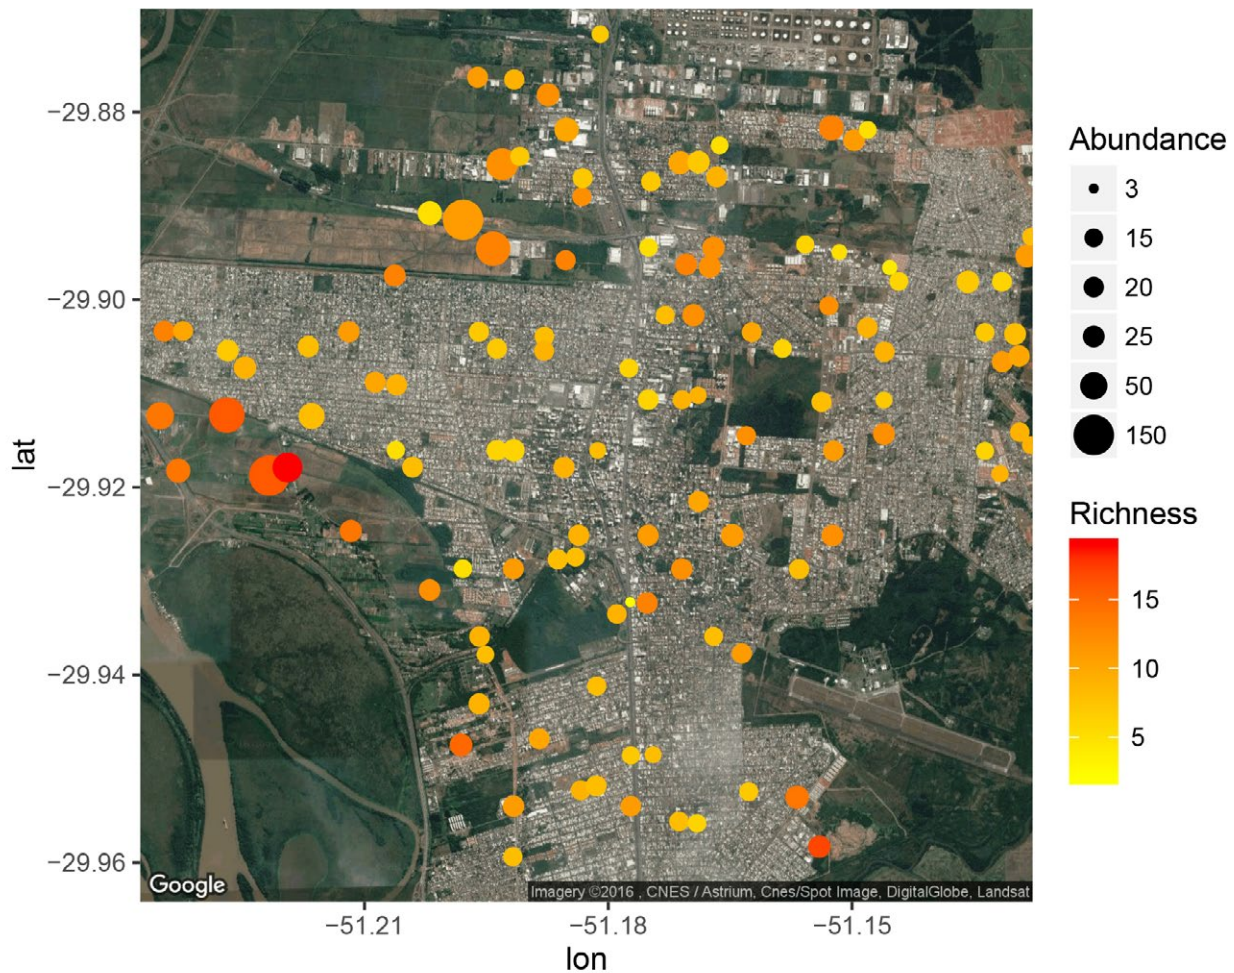 lat
−29.88
−29.90
−29.92
−29.94
−29.96
Google
Imagery ©2016 , CNES / Astrium, Cnes/Spot Image, DigitalGlobe, Landsat
−51.21
−51.18
−51.15
lon
Abundance
3
15
20
25
50
150
Richness
15
10
5